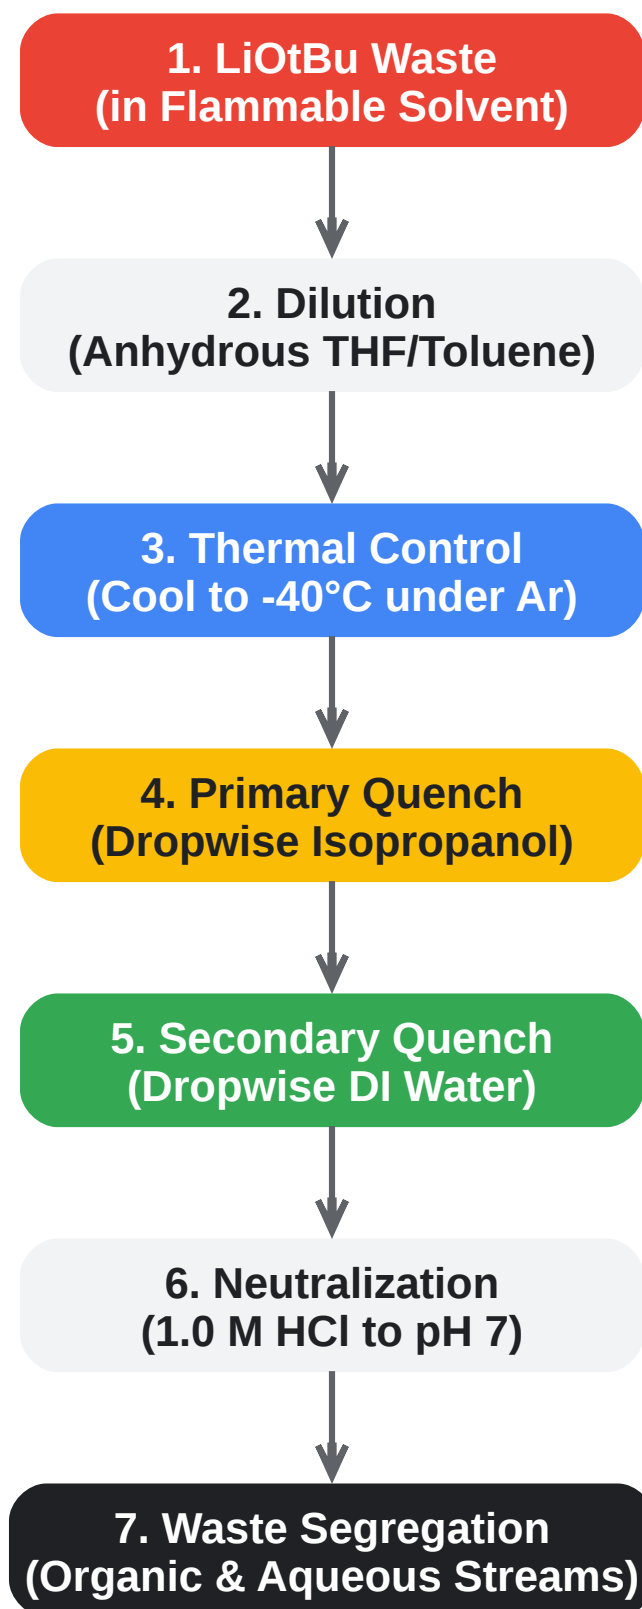 1. LiOtBu Waste
(in Flammable Solvent)
2. Dilution
(Anhydrous THF/Toluene)
3. Thermal Control
(Cool to -40°C under Ar)
4. Primary Quench
(Dropwise Isopropanol)
5. Secondary Quench
(Dropwise DI Water)
6. Neutralization
(1.0 M HCl to pH 7)
7. Waste Segregation
(Organic & Aqueous Streams)